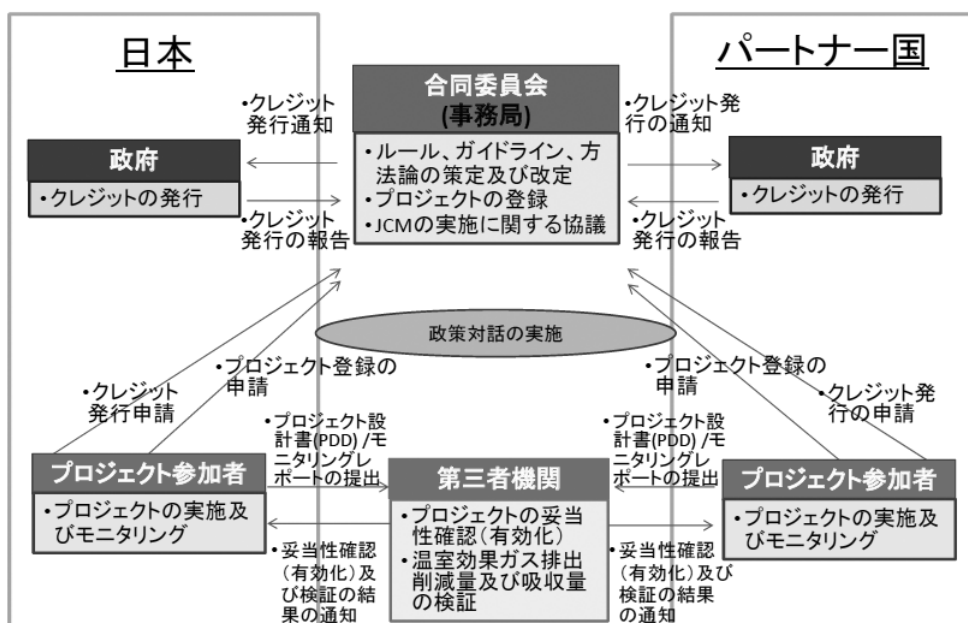 日本
パートナー国
合同委員会
(事務局)
・ルール、ガイドライン、方
法論の策定及び改定
・プロジェクトの登録
・JCMの実施に関する協議
・クレジット
発行通知
・クレジット発
行の通知
政府
・クレジットの発行
政府
・クレジットの発行
・クレジット
発行の報告
・クレジット
発行の報告
政策対話の実施
・クレジット
発行申請
・プロジェクト登録の
申請
・プロジェクト登録の
申請
・クレジット発
行の申請
・プロジェクト設
計書(PDD) /モ
ニタリングレ
ポートの提出
・プロジェクト設
計書(PDD) /モ
ニタリングレ
ポートの提出
プロジェクト参加者
・プロジェクトの実施及
びモニタリング
第三者機関
・プロジェクトの妥当
性確認(有効化)
・温室効果ガス排出
削減量及び吸収量
の検証
プロジェクト参加者
・プロジェクトの実施及
びモニタリング
・妥当性確認
(有効化)及
び検証の結
果の通知
・妥当性確認
(有効化)及び
検証の結果
の通知